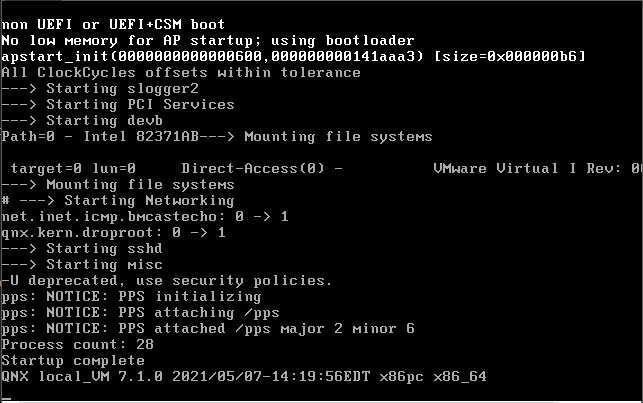 non UEFI or UEFI+CSM boot
No low memory for AP startup; using bootloader
apstart_init(0000000000000600,000000000141aaa3) [size=0x000000b6]
All ClockCycles offsets within tolerance
---> Starting slogger2
---> Starting PCI Services
---> Starting devb
Path=0 - Intel 82371AB---> Mounting file systems
target=0 lun=0     Direct-Access(0) -          VMware Virtual I Rev:
---> Mounting file systems
# ---> Starting Networking
net.inet.icmp.bmcastecho: 0 -> 1
qnx.kern.droproot: 0 -> 1
---> Starting sshd
---> Starting misc
-U deprecated, use security policies.
pps: NOTICE: PPS initializing
pps: NOTICE: PPS attaching /pps
pps: NOTICE: PPS attached /pps major 2 minor 6
Process count: 28
Startup complete
QNX local_VM 7.1.0 2021/05/07-14:19:56EDT x86pc x86_64